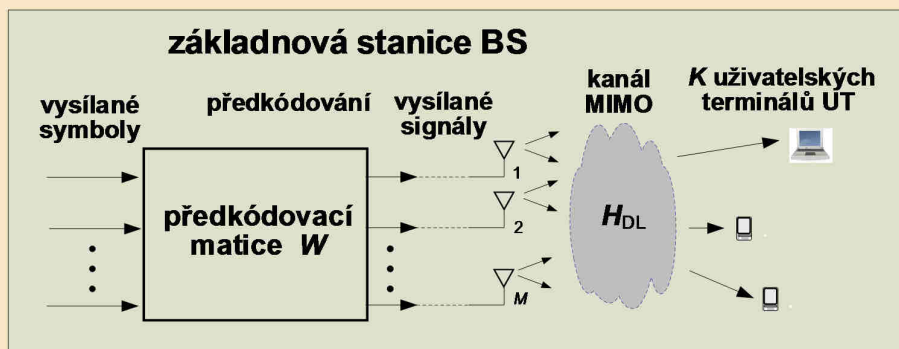 základnová stanice BS
vysílané
symboly
předkódování
vysílané
signály
kanál
MIMO
K uživatelských
terminálů UT
předkódovací
matice W
1
2
M
HDL